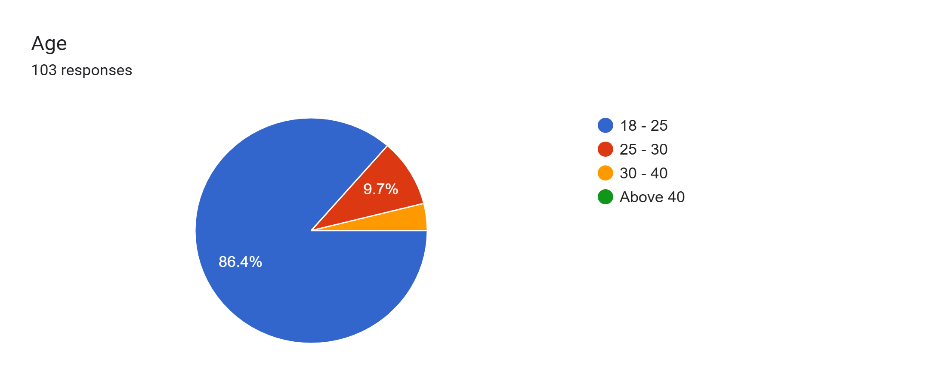 Age
103 responses
18 - 25
25 - 30
30 - 40
Above 40
9.7%
86.4%